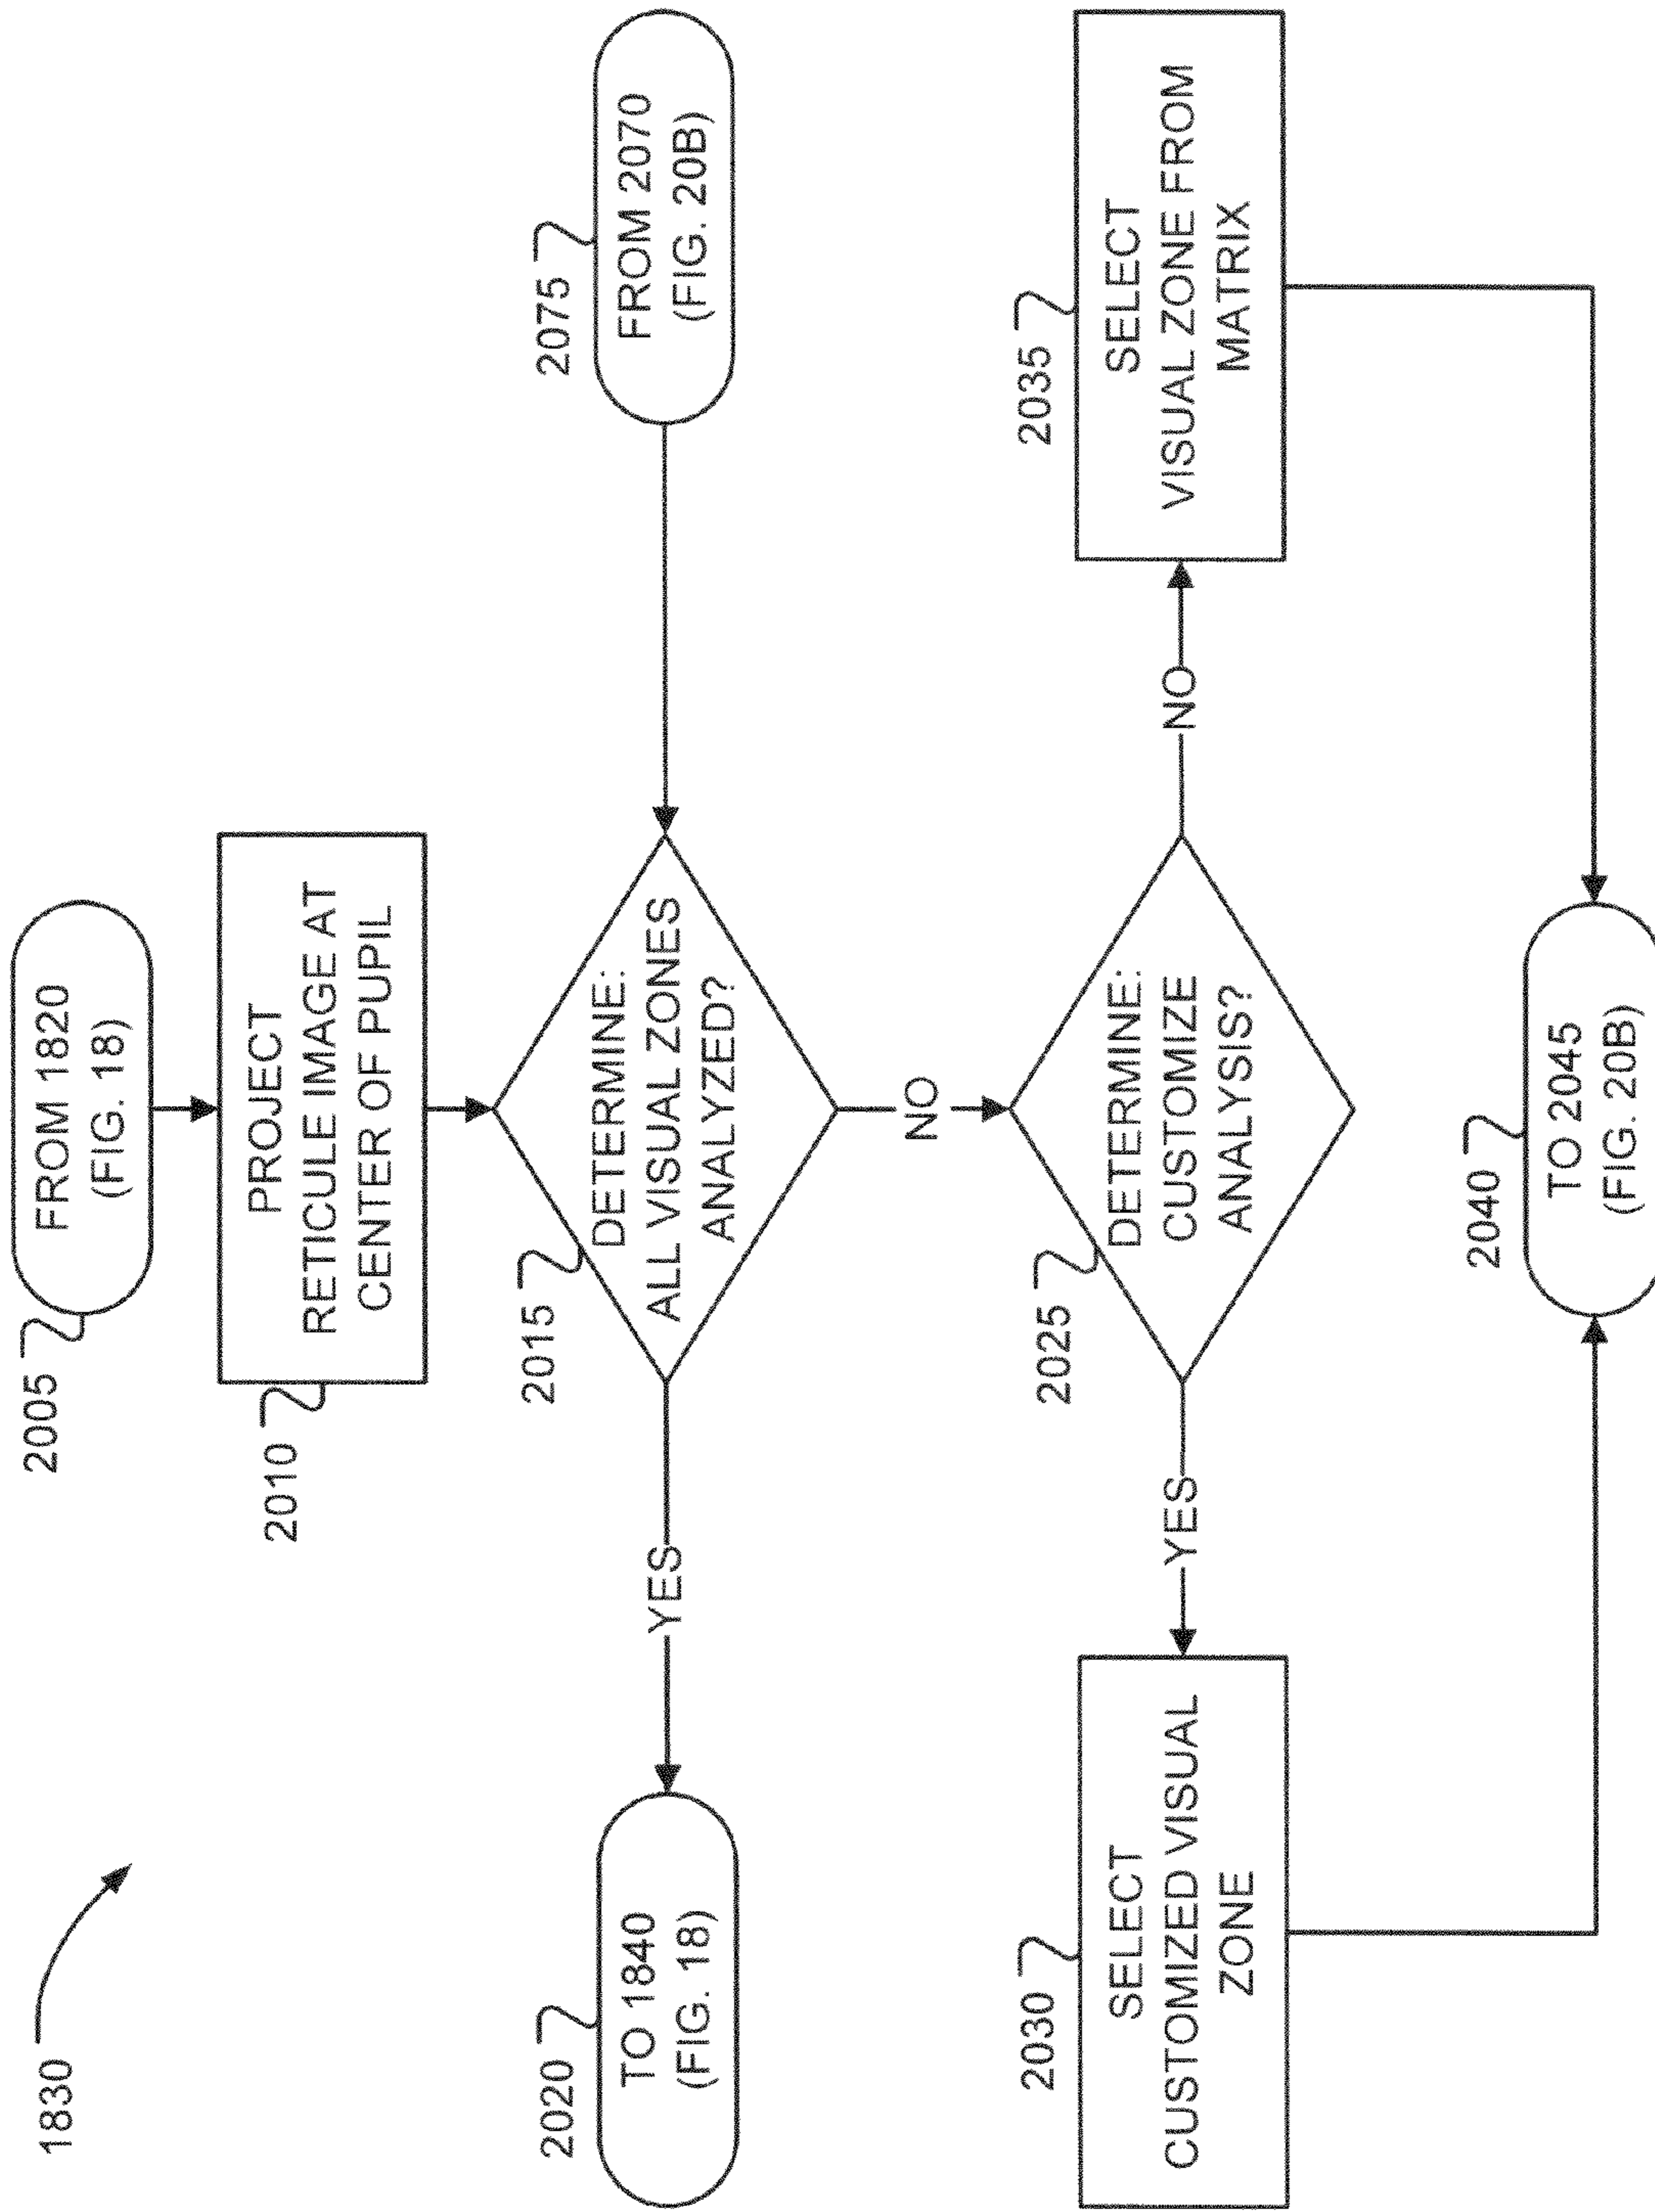 1830
2005
FROM 1820
(FIG. 18)
2010
PROJECT
RETICULE IMAGE AT
CENTER OF PUPIL
2015
DETERMINE:
ALL VISUAL ZONES
ANALYZED?
YES
2020
TO 1840
(FIG. 18)
2075
FROM 2070
(FIG. 20B)
NO
2025
DETERMINE:
CUSTOMIZE
ANALYSIS?
YES
2030
SELECT
CUSTOMIZED VISUAL
ZONE
NO
2035
SELECT
VISUAL ZONE FROM
MATRIX
2040
TO 2045
(FIG. 20B)